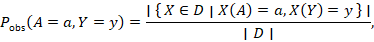 P_obs(A = a, Y = y) = | { X ∈ D | X(A) = a, X(Y) = y } | / | D |,